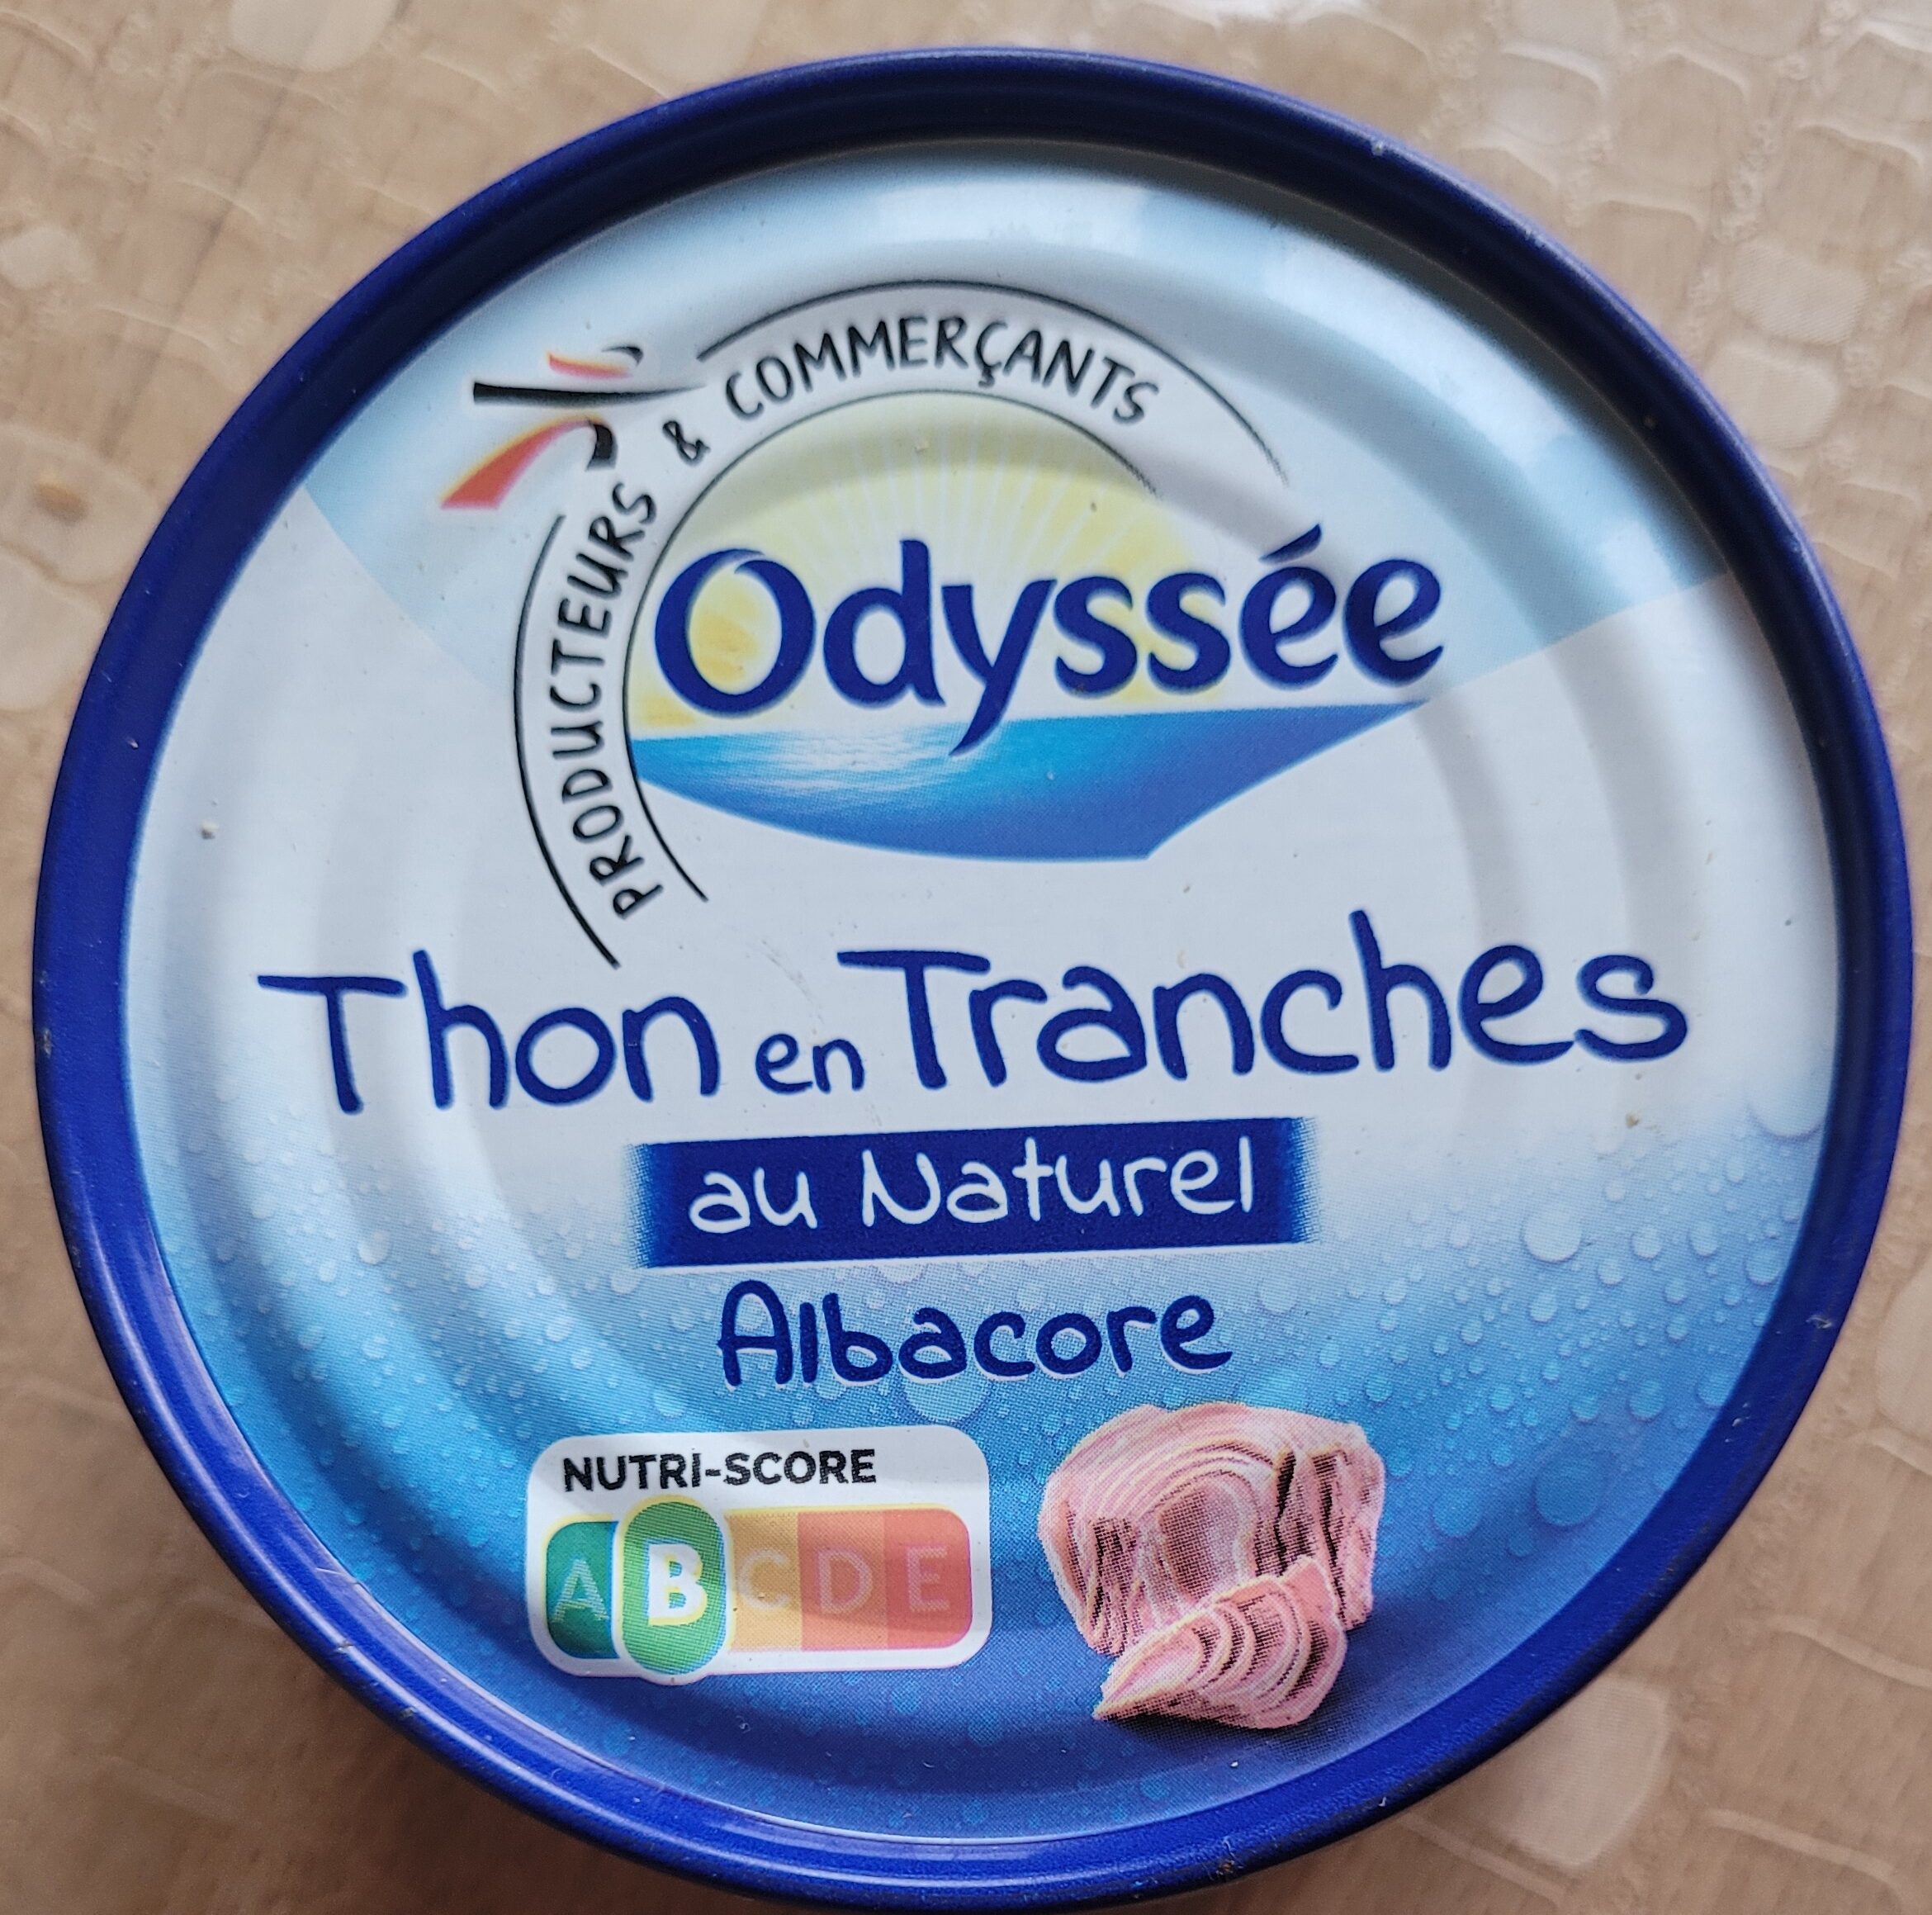 PRODUCTEURS & COMMERÇANTS
Odyssée
Thon en Tranches
au Naturel
Albacore
NUTRI-SCORE
A B C D E